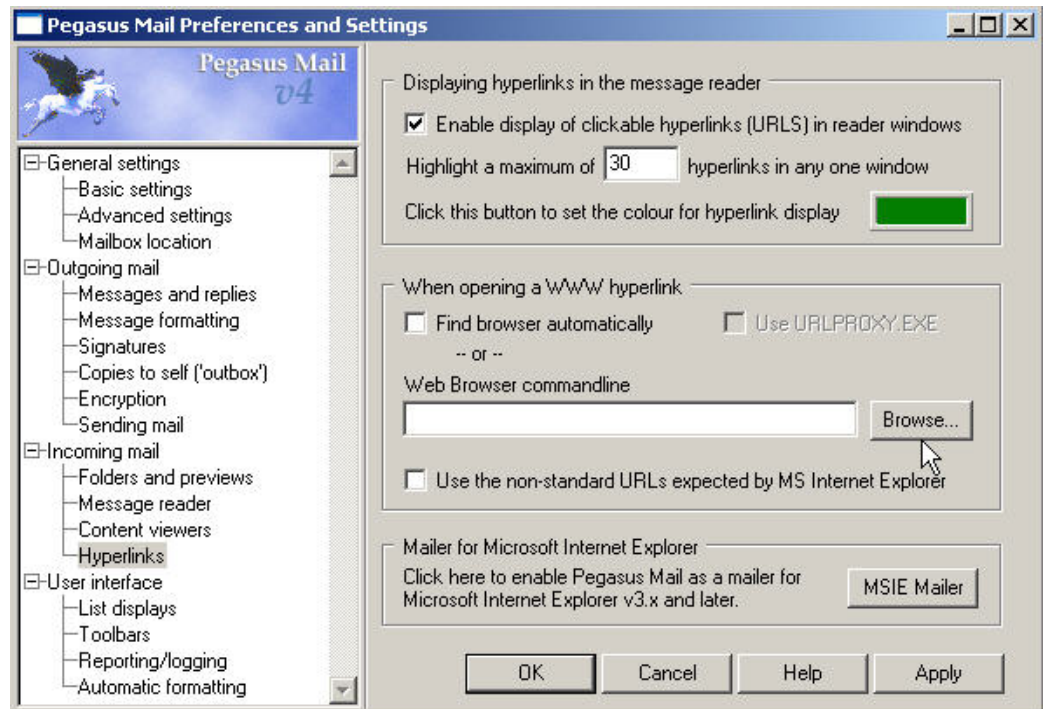 Pegasus Mail Preferences and Settings
Pegasus Mail
v4
General settings
Basic settings
Advanced settings
Mailbox location
Outgoing mail
Messages and replies
Message formatting
Signatures
Copies to self ('outbox')
Encryption
Sending mail
Incoming mail
Folders and previews
Message reader
Content viewers
Hyperlinks
User interface
List displays
Toolbars
Reporting/logging
Automatic formatting
Displaying hyperlinks in the message reader
Enable display of clickable hyperlinks (URLS) in reader windows
Highlight a maximum of 30 hyperlinks in any one window
Click this button to set the colour for hyperlink display
When opening a WWW hyperlink
Find browser automatically Use URLPROXY.EXE
-- or --
Web Browser commandline
Browse...
Use the non-standard URLs expected by MS Internet Explorer
Mailer for Microsoft Internet Explorer
Click here to enable Pegasus Mail as a mailer for
Microsoft Internet Explorer v3.x and later.
MSIE Mailer
OK Cancel Help Apply